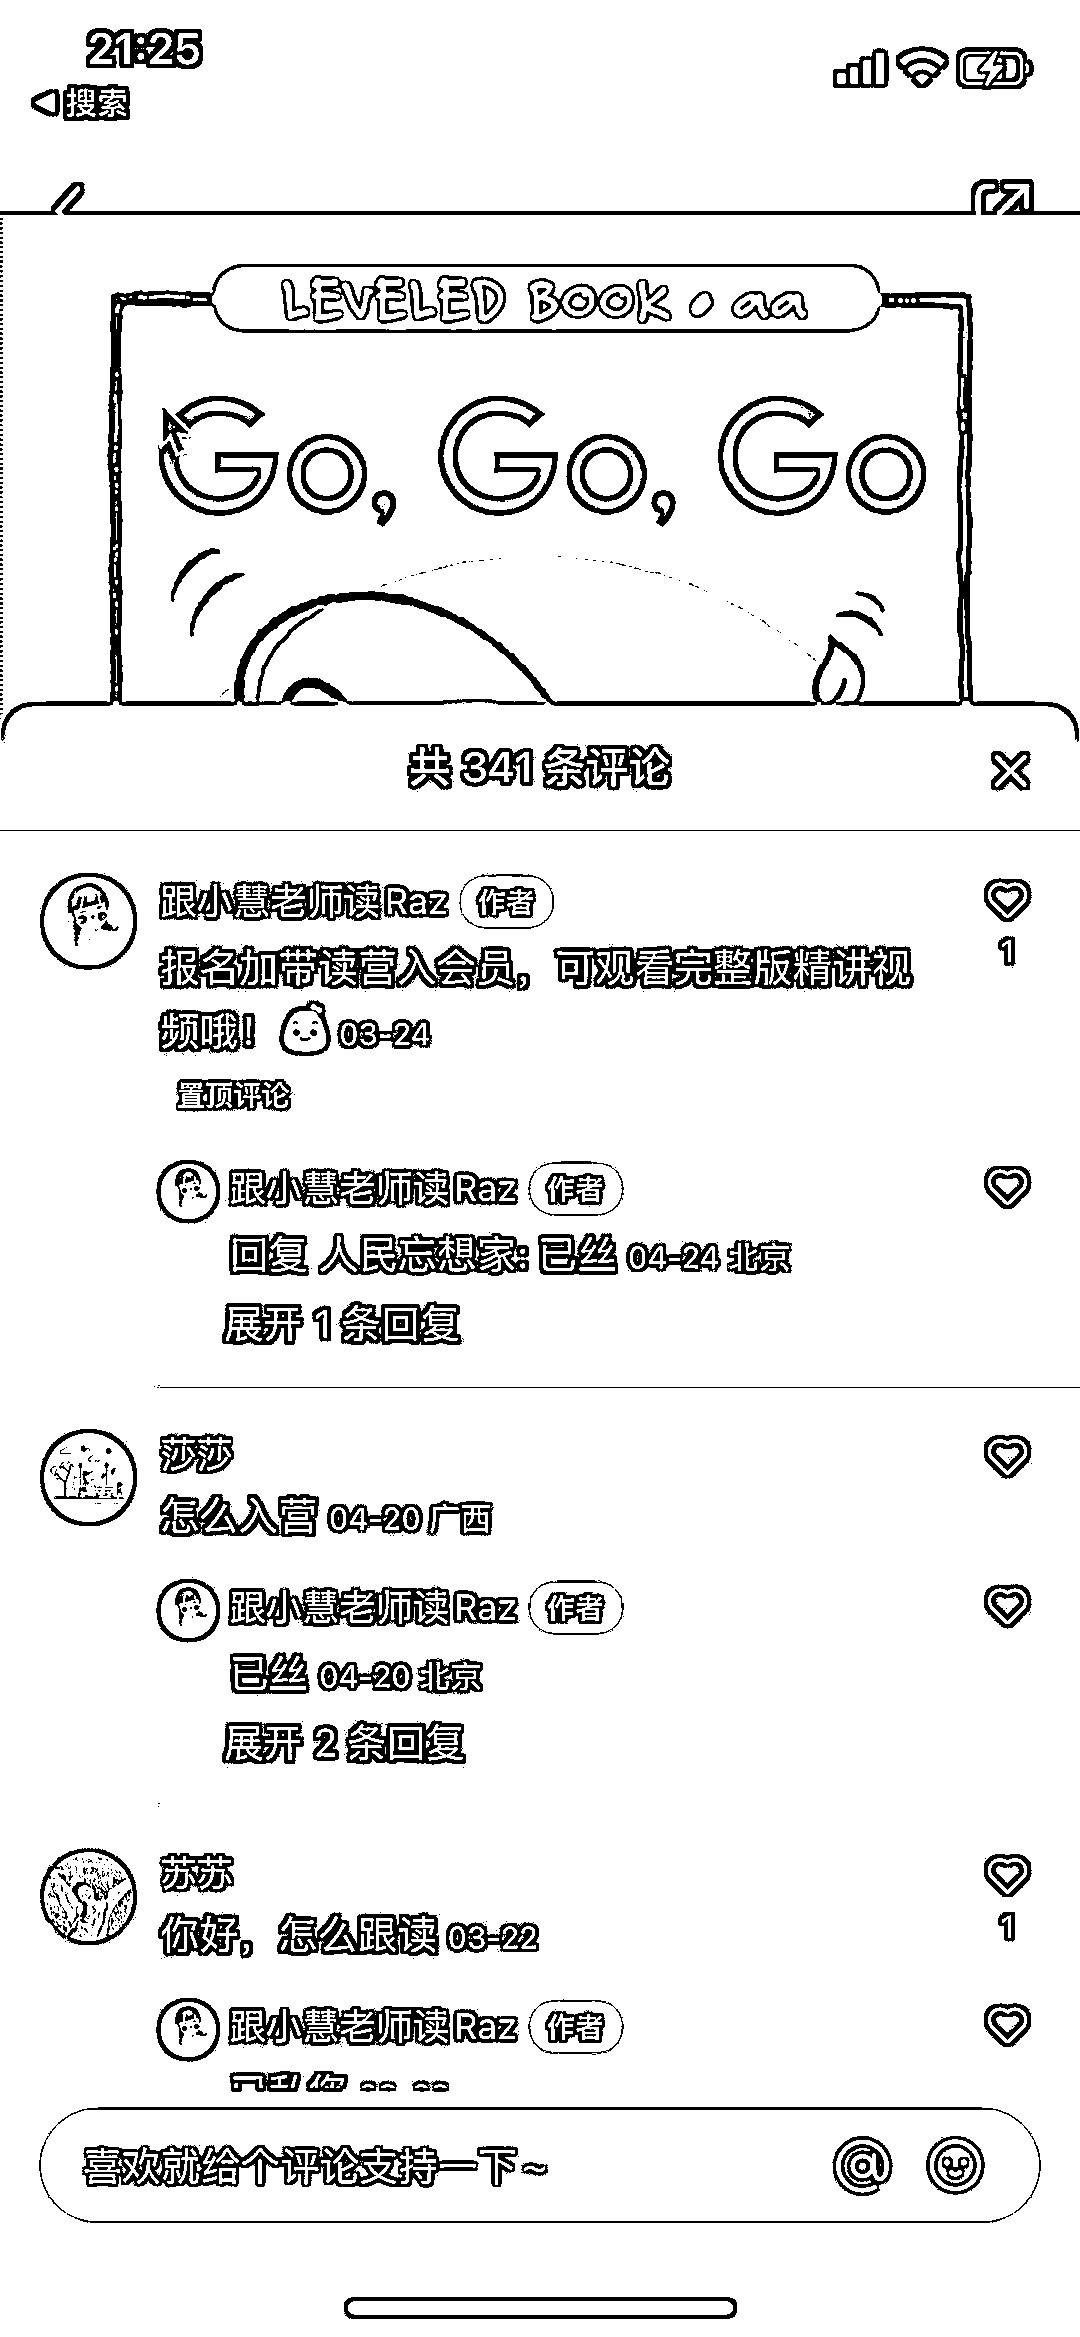 21:25
搜索
LEVELED BOOK • aa
Go, Go, Go
共 341 条评论
跟小慧老师读Raz 作者
1
报名加带读营入会员，可观看完整版精讲视
频哦！ 03-24
置顶评论
跟小慧老师读Raz 作者
回复 人民忘想家: 已丝 04-24 北京
展开 1 条回复
莎莎
怎么入营 04-20 广西
跟小慧老师读Raz 作者
已丝 04-20 北京
展开 2 条回复
苏苏
你好，怎么跟读 03-22
1
跟小慧老师读Raz 作者
喜欢就给个评论支持一下~